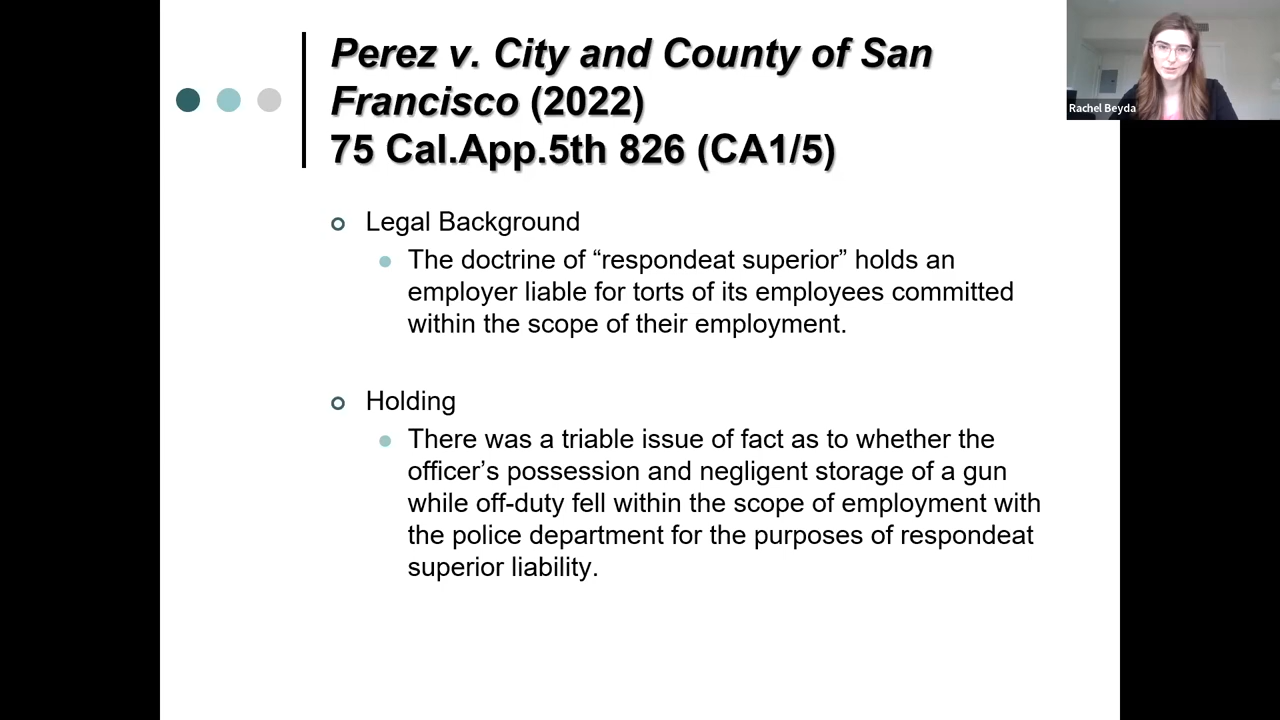 Perez v. City and County of San
Francisco (2022)
75 Cal.App.5th 826 (CA1/5)
Rachel Beyda
Legal Background
The doctrine of “respondeat superior” holds an
employer liable for torts of its employees committed
within the scope of their employment.
Holding
There was a triable issue of fact as to whether the
officer’s possession and negligent storage of a gun
while off-duty fell within the scope of employment with
the police department for the purposes of respondeat
superior liability.